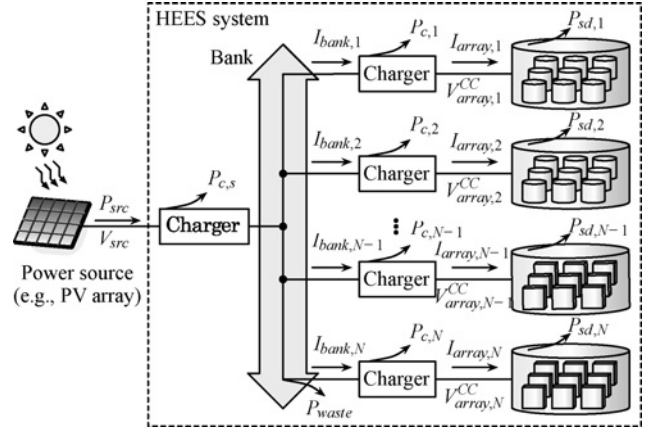 HEES system
Bank
I_{bank,1}
P_{c,1}
I_{array,1}
P_{sd,1}
Charger
V^{CC}_{array,1}
I_{bank,2}
P_{c,2}
I_{array,2}
P_{sd,2}
Charger
V^{CC}_{array,2}
P_{c,s}
P_{src}
Charger
V_{src}
Power source
(e.g., PV array)
I_{bank,N-1}
P_{c,N-1}
I_{array,N-1}
P_{sd,N-1}
Charger
V^{CC}_{array,N-1}
I_{bank,N}
P_{c,N}
I_{array,N}
P_{sd,N}
Charger
V^{CC}_{array,N}
P_{waste}